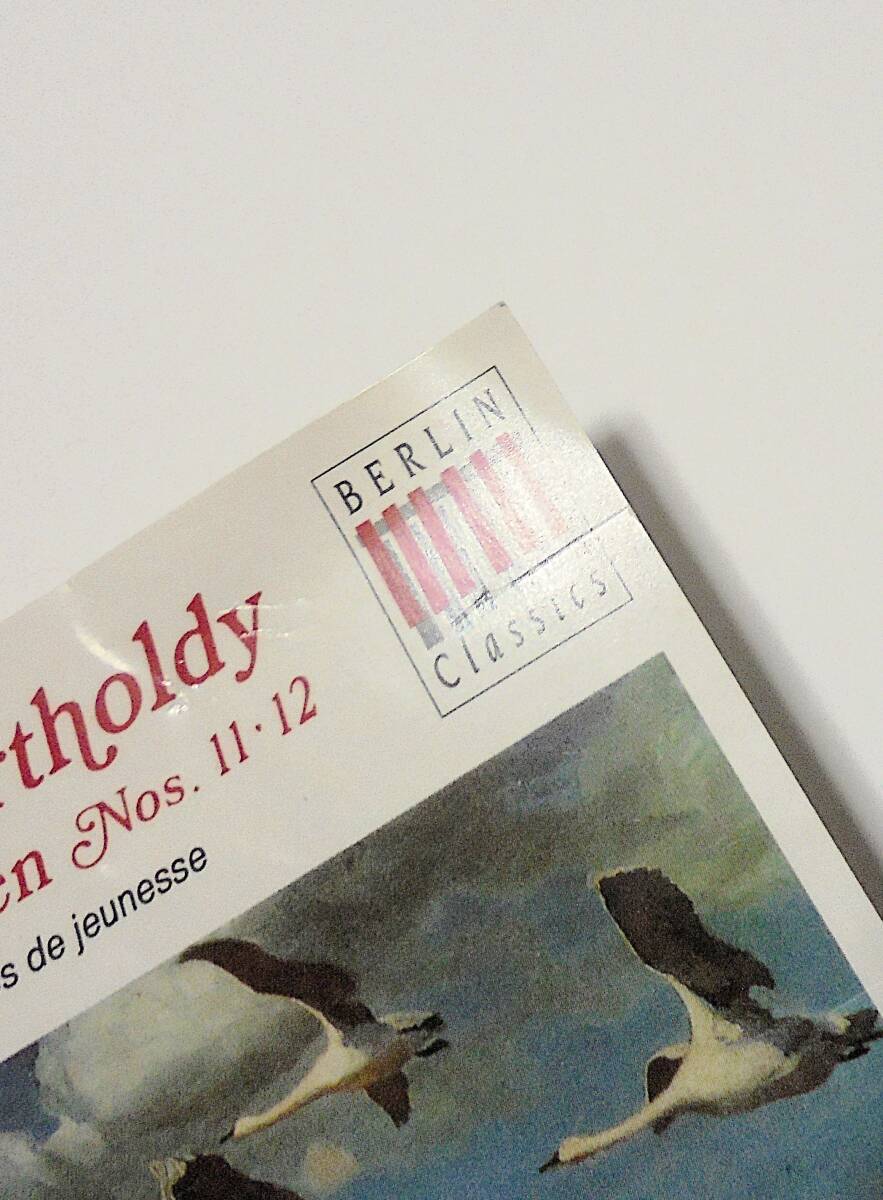 BERLIN
Classics
rtholdy
en Nos. 11·12
s de jeunesse